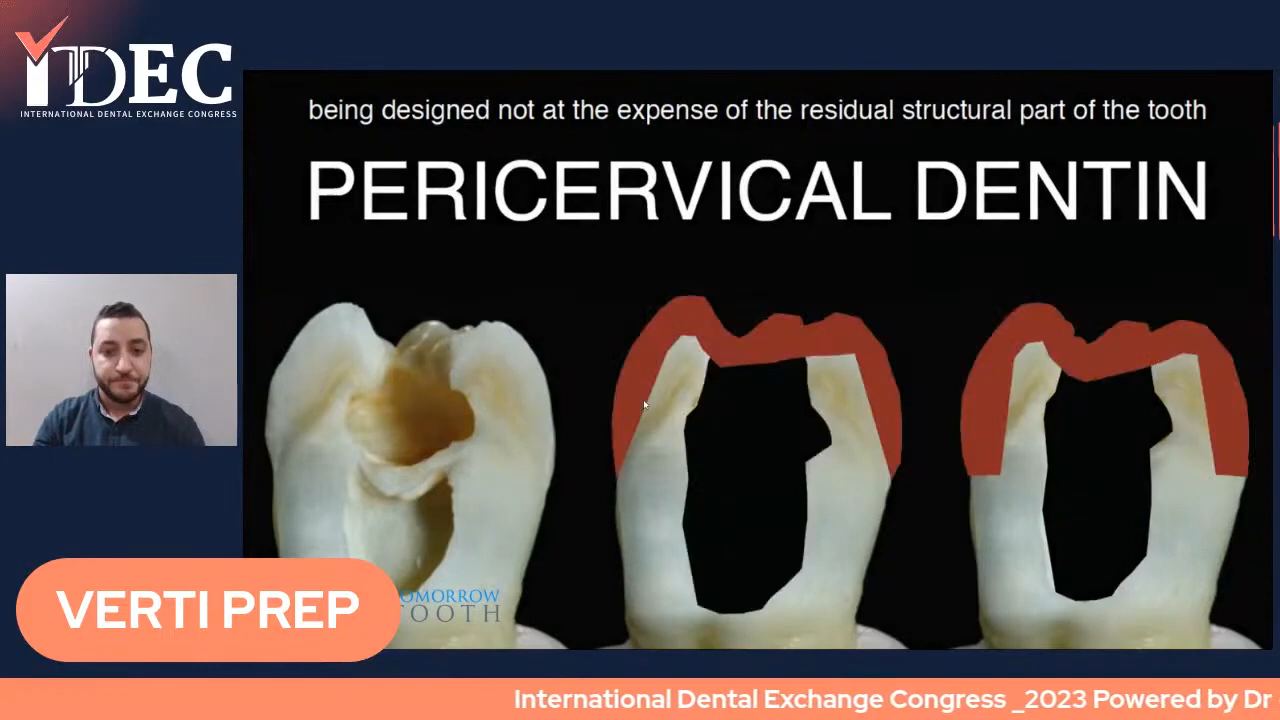 iDEC
INTERNATIONAL DENTAL EXCHANGE CONGRESS
being designed not at the expense of the residual structural part of the tooth
PERICERVICAL DENTIN
VERTI PREP
OMORROW
OOTH
International Dental Exchange Congress _2023 Powered by Dr